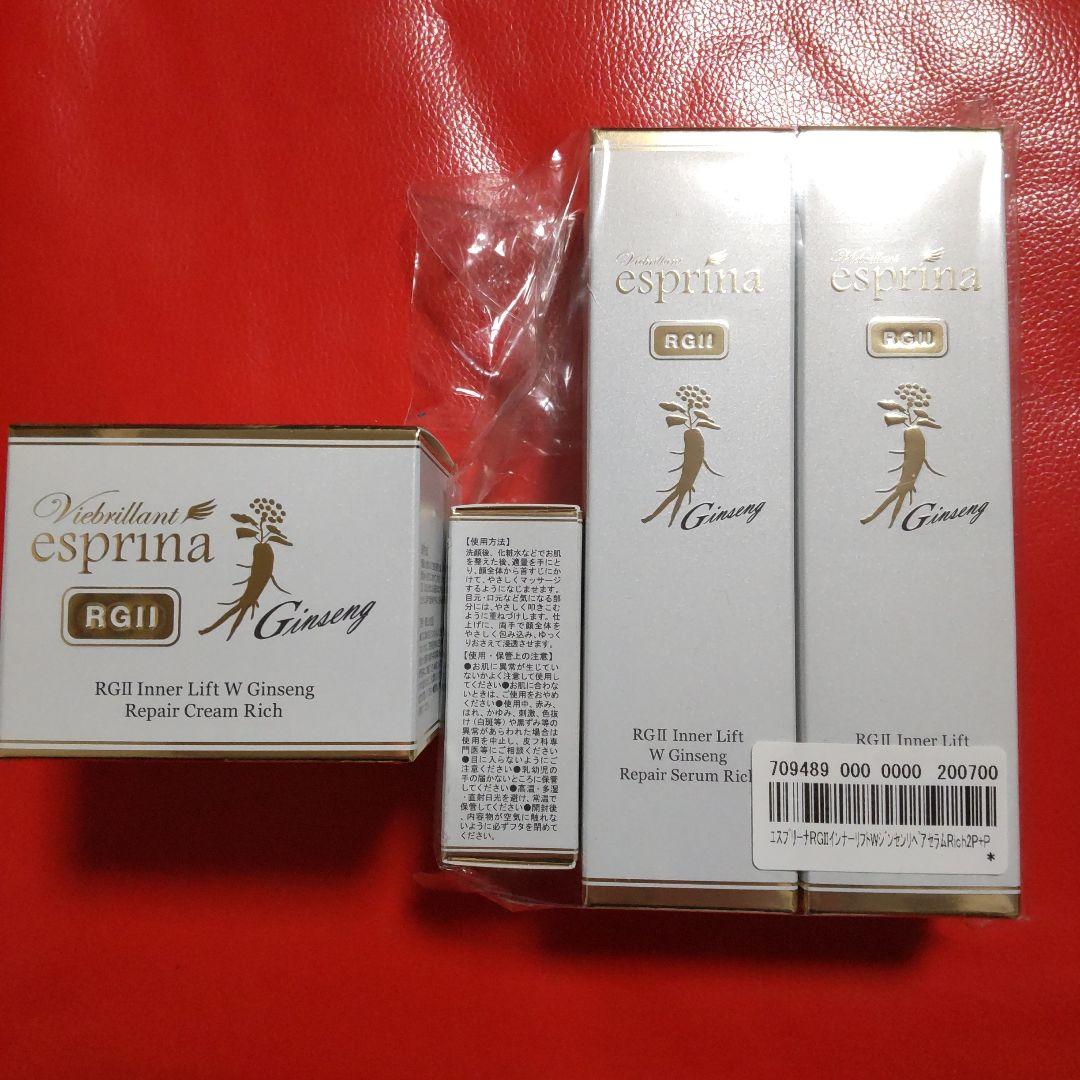 Viebrillant
esprina
RGII
Ginseng
RGII Inner Lift W Ginseng
Repair Cream Rich
【使用方法】
洗顔後、化粧水などでお肌
を整えた後、適量を手にと
り、顔全体から首すじにか
けて、やさしくマッサージ
するようになじませます。
目元・口元など気になる部
分には、やさしく叩きこむ
ように重ねづけします。仕
上げに、両手で顔全体を
やさしく包み込み、ゆっく
りおさえて浸透させます。
【使用・保管上の注意】
●お肌に異常が生じてい
ないかよく注意して使用し
てください●お肌に合わな
いときは、ご使用をおやめ
ください●使用中、赤み、
はれ、かゆみ、刺激、色抜
け(白斑等)や黒ずみ等の
異常があらわれた場合は
使用を中止し、皮フ科専
門医等にご相談ください
●目に入らないようにご
注意ください●乳幼児の
手の届かないところに保管
してください●高温・多湿
・直射日光を避け、常温で
保管してください●開封後、
内容物が空気に触れな
いように必ずフタを閉めて
ください。
Viebrillant
esprina
RGII
Ginseng
RGII Inner Lift
W Ginseng
Repair Serum Rich
Viebrillant
esprina
RGII
Ginseng
RGII Inner Lift
709489 000 0000 200700
エスプリーナRGⅡインナーリフトWジンセンリペアセラムRich2P+P
*